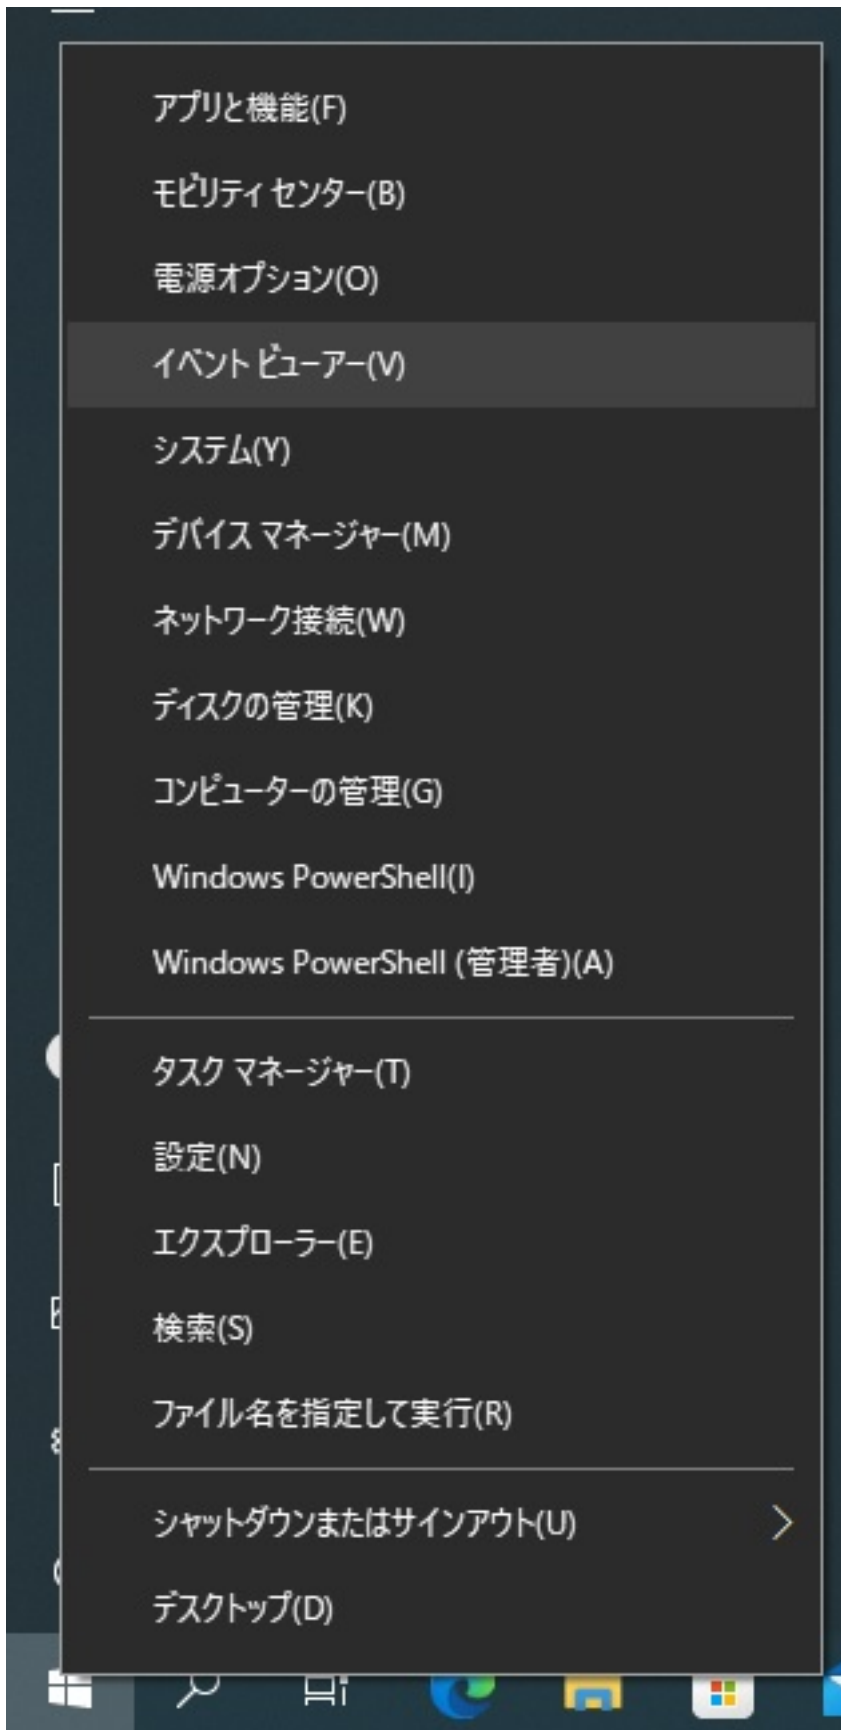 アプリと機能(F)
モビリティ センター(B)
電源オプション(O)
イベント ビューアー(V)
システム(Y)
デバイス マネージャー(M)
ネットワーク接続(W)
ディスクの管理(K)
コンピューターの管理(G)
Windows PowerShell(I)
Windows PowerShell (管理者)(A)
タスク マネージャー(T)
設定(N)
エクスプローラー(E)
検索(S)
ファイル名を指定して実行(R)
シャットダウンまたはサインアウト(U)
デスクトップ(D)